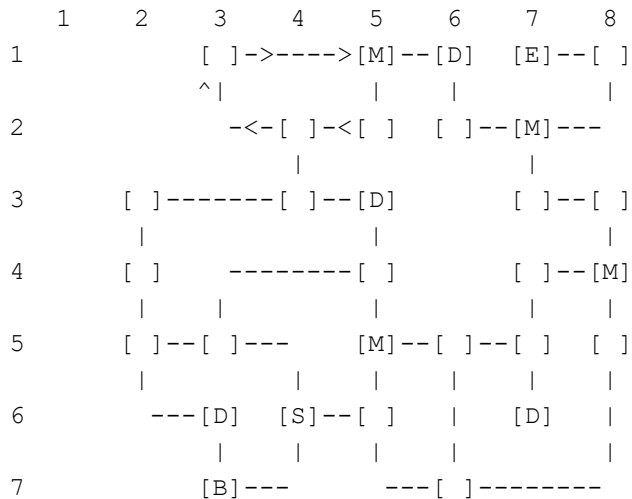 1    2    3    4    5    6    7    8
1           [ ]->---->[M]--[D]  [E]--[ ]
            ^|         |    |         |
2             -<-[ ]-<[ ]  [ ]--[M]---
                  |              |
3      [ ]-------[ ]--[D]       [ ]--[ ]
        |              |              |
4      [ ]    --------[ ]       [ ]--[M]
        |    |         |         |    |
5      [ ]--[ ]---    [M]--[ ]--[ ]  [ ]
        |         |    |    |    |    |
6        ---[D]  [S]--[ ]   |   [D]   |
             |    |    |    |         |
7           [B]---      ---[ ]--------